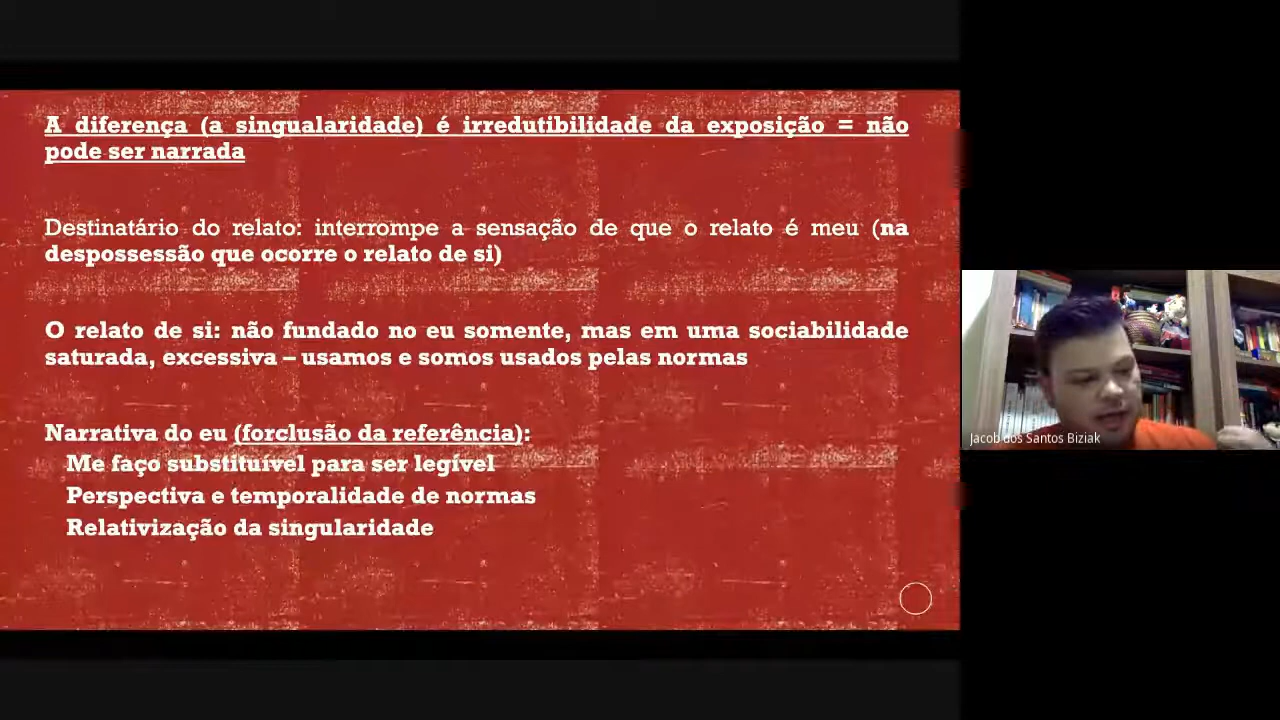 A diferença (a singualaridade) é irredutibilidade da exposição = não
pode ser narrada
Destinatário do relato: interrompe a sensação de que o relato é meu (na
despossessão que ocorre o relato de si)
O relato de si: não fundado no eu somente, mas em uma sociabilidade
saturada, excessiva – usamos e somos usados pelas normas
Narrativa do eu (forclusão da referência):
Me faço substituível para ser legível
Perspectiva e temporalidade de normas
Relativização da singularidade
Jacob dos Santos Biziak